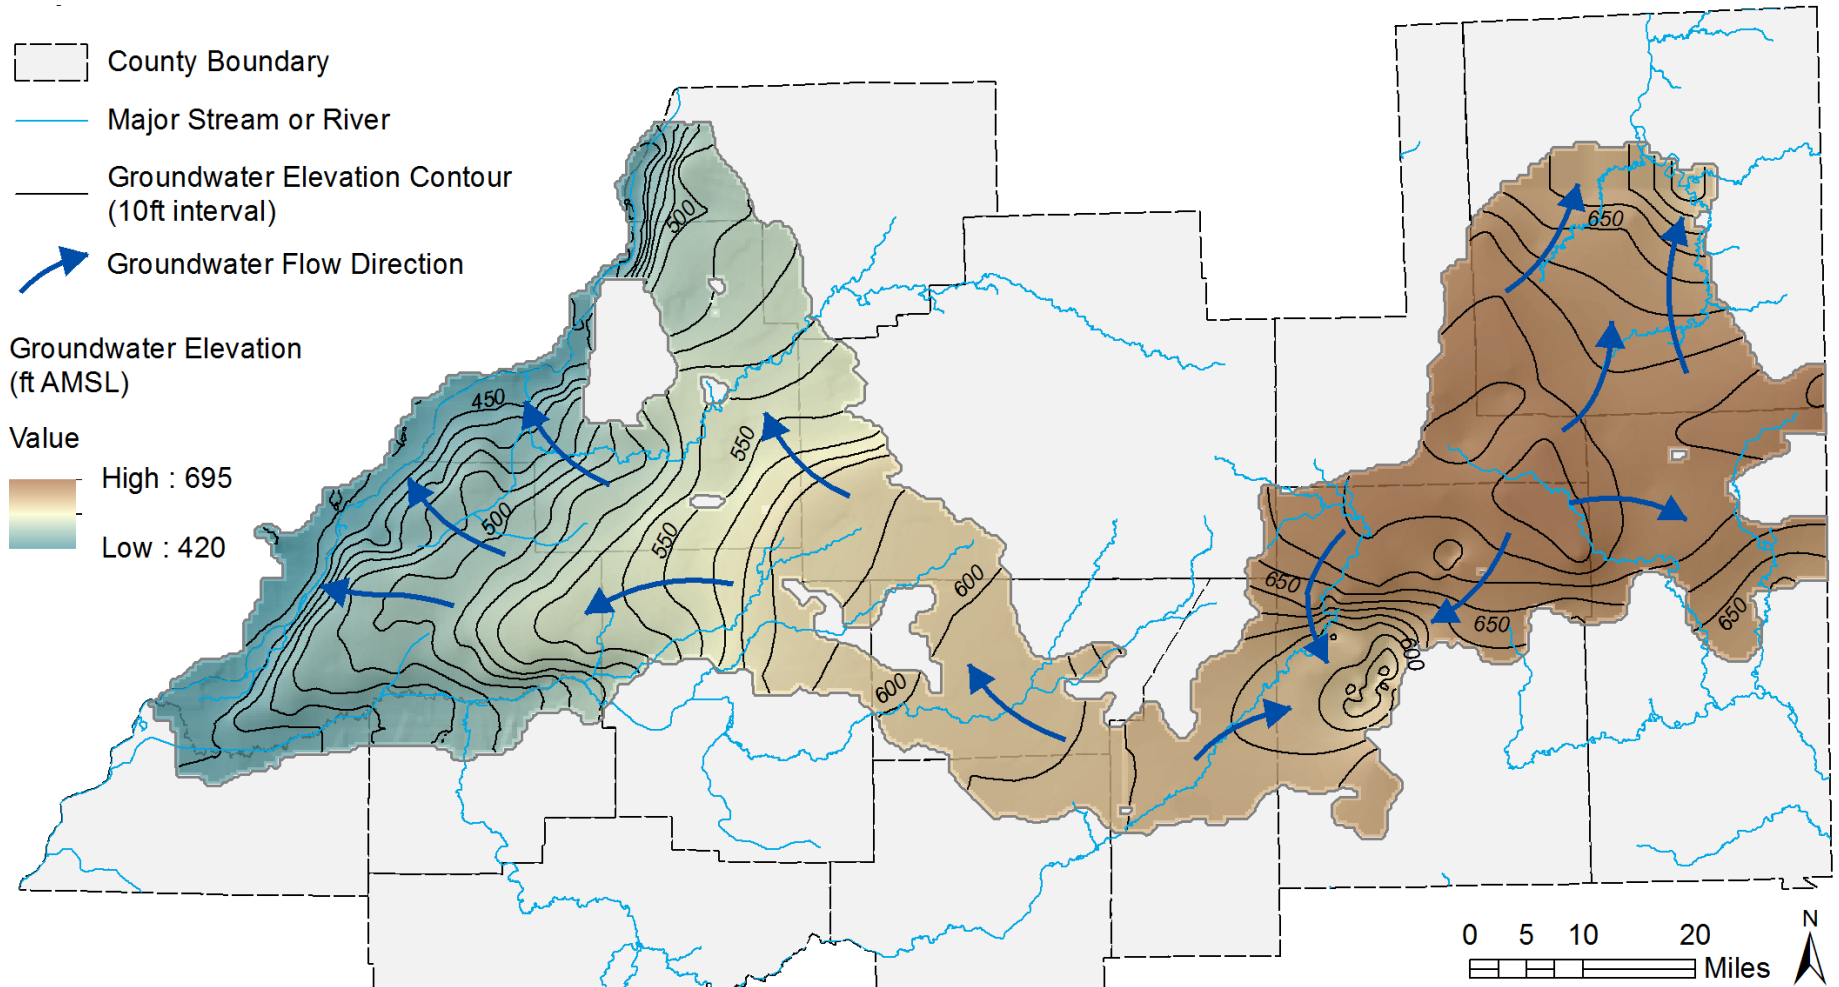 County Boundary
Major Stream or River
Groundwater Elevation Contour
(10ft interval)
Groundwater Flow Direction
Groundwater Elevation
(ft AMSL)
Value
High : 695
Low : 420
500
450
500
550
550
600
600
650
650
650
600
650
0 5 10 20
Miles
N